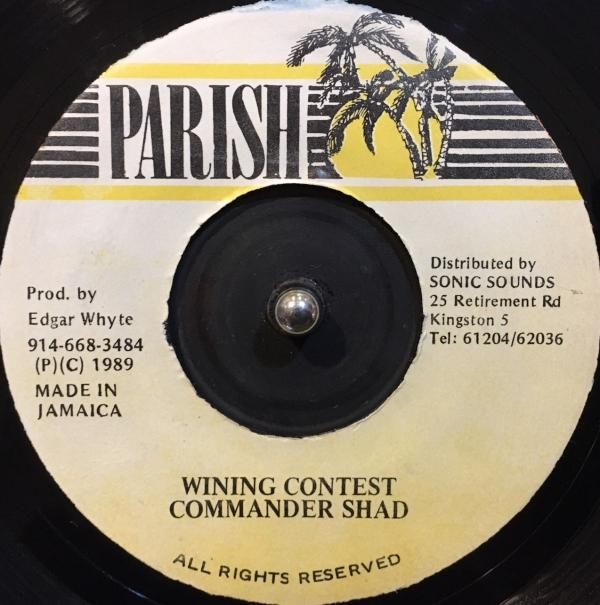 PARISH
Prod. by
Edgar Whyte
914-668-3484
(P)(C) 1989
MADE IN
JAMAICA
Distributed by
SONIC SOUNDS
25 Retirement Rd
Kingston 5
Tel: 61204/62036
WINING CONTEST
COMMANDER SHAD
ALL RIGHTS RESERVED